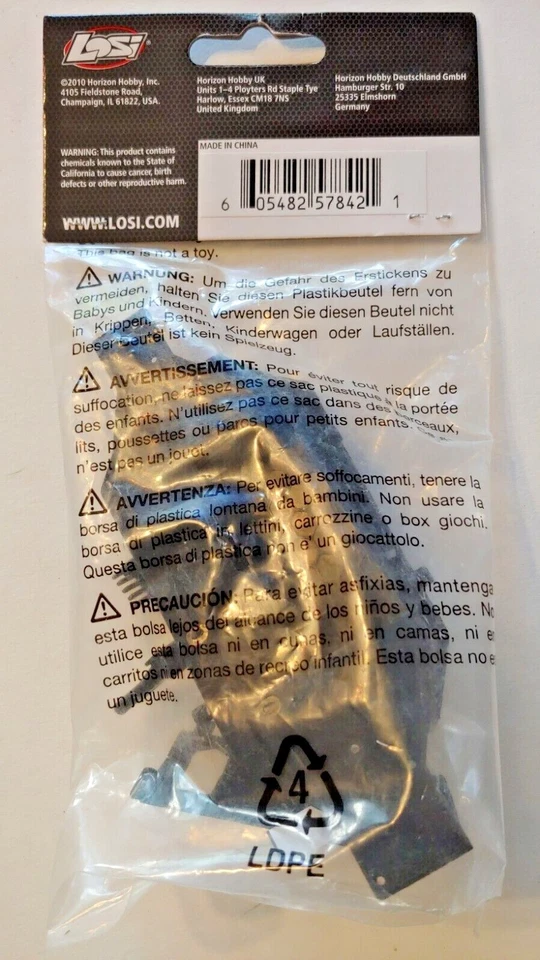 LOSI
©2010 Horizon Hobby, Inc.
4105 Fieldstone Road,
Champaign, IL 61822, USA.
Horizon Hobby UK
Units 1-4 Ployters Rd Staple Tye
Harlow, Essex CM18 7NS
United Kingdom
Horizon Hobby Deutschland GmbH
Hamburger Str. 10
25335 Elmshorn
Germany
WARNING: This product contains
chemicals known to the State of
California to cause cancer, birth
defects or other reproductive harm.
WWW.LOSI.COM
MADE IN CHINA
6 05482 57842 1
This bag is not a toy.
WARNUNG: Um die Gefahr des Erstickens zu
vermeiden, halten Sie diesen Plastikbeutel fern von
Babys und Kindern. Verwenden Sie diesen Beutel nicht
in Krippen, Betten, Kinderwagen oder Laufställen.
Dieser Beutel ist kein Spielzeug.
AVVERTISSEMENT: Pour éviter tout risque de
suffocation, ne laissez pas ce sac plastique à la portée
des enfants. N'utilisez pas ce sac dans des berceaux,
lits, poussettes ou parcs pour petits enfants.
n'est pas un jouet.
AVVERTENZA: Per evitare soffocamenti, tenere la
borsa di plastica lontana da bambini. Non usare la
borsa di plastica in lettini, carrozzine o box giochi.
Questa borsa di plastica non e' un giocattolo.
PRECAUCIÓN: Para evitar asfixias, mantenga
esta bolsa lejos del alcance de los niños y bebes. No
utilice esta bolsa ni en cunas, ni en camas, ni en
carritos ni en zonas de recreo infantil. Esta bolsa no
un juguete.
4
LDPE